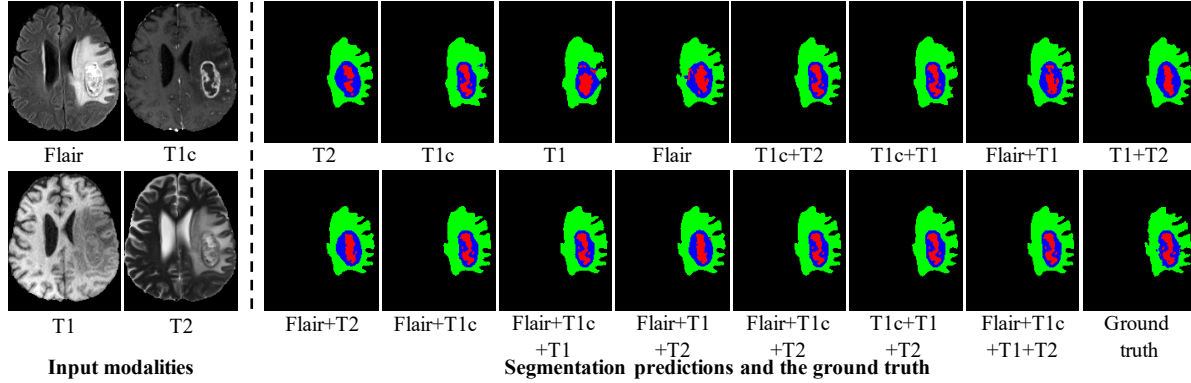 Flair T1c
T2 T1c T1 Flair T1c+T2 T1c+T1 Flair+T1 T1+T2
T1 T2
Flair+T2 Flair+T1c Flair+T1c Flair+T1 Flair+T1c T1c+T1 Flair+T1c Ground
+T1 +T2 +T2 +T2 +T1+T2 truth
Input modalities Segmentation predictions and the ground truth